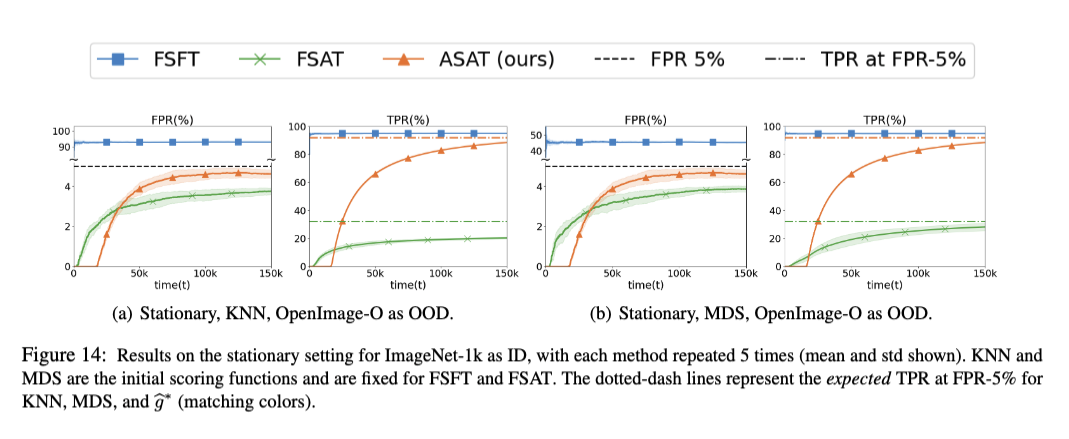 FSFT FSAT ASAT (ours) FPR 5% TPR at FPR-5%
FPR(%) TPR(%) FPR(%) TPR(%)
100
90
4
2
0
0 50k 100k 150k
time(t)
100
80
60
40
20
0
0 50k 100k 150k
time(t)
50
40
4
2
0
0 50k 100k 150k
time(t)
100
80
60
40
20
0
0 50k 100k 150k
time(t)
(a) Stationary, KNN, OpenImage-O as OOD.
(b) Stationary, MDS, OpenImage-O as OOD.
Figure 14: Results on the stationary setting for ImageNet-1k as ID, with each method repeated 5 times (mean and std shown). KNN and
MDS are the initial scoring functions and are fixed for FSFT and FSAT. The dotted-dash lines represent the expected TPR at FPR-5% for
KNN, MDS, and ĝ* (matching colors).